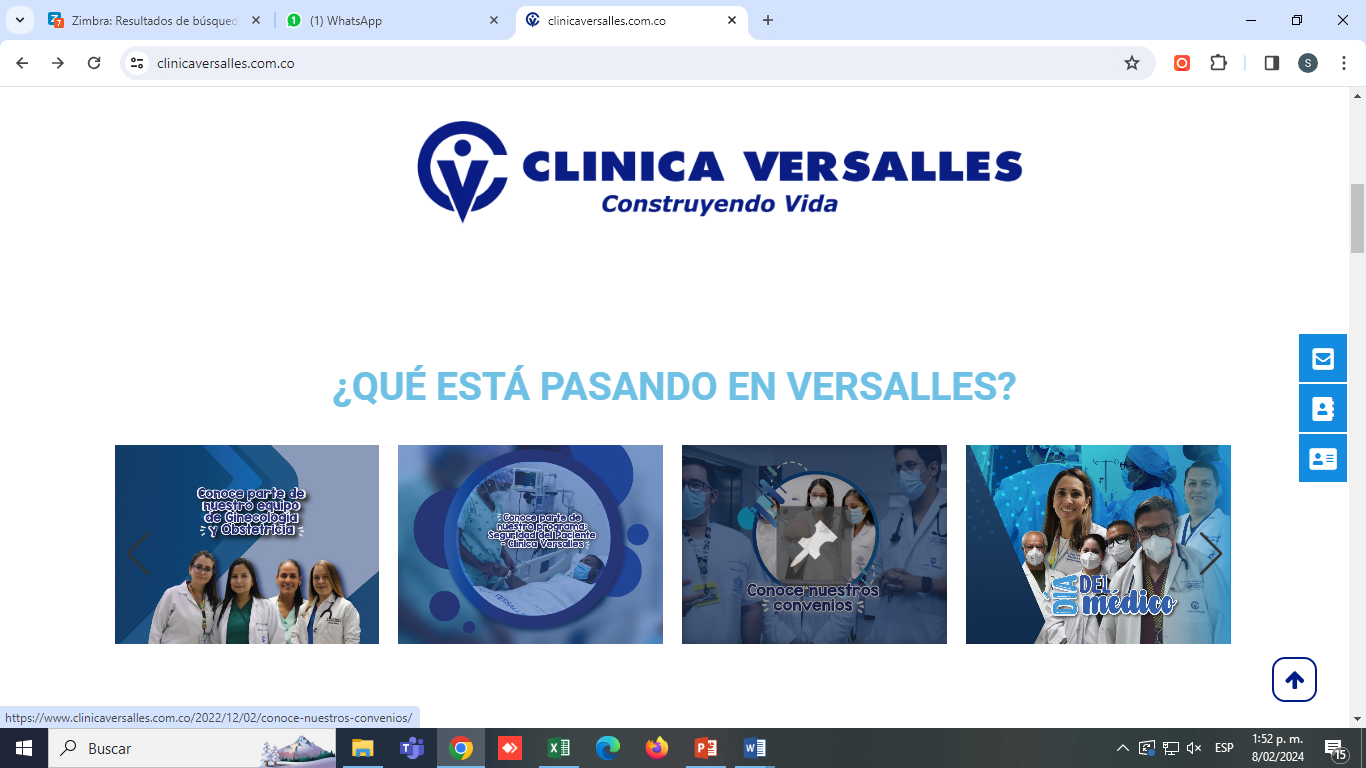 Zimbra: Resultados de búsqued
(1) WhatsApp
clinicaversalles.com.co
clinicaversalles.com.co
S
CLINICA VERSALLES
Construyendo Vida
¿QUÉ ESTÁ PASANDO EN VERSALLES?
Conoce parte de
nuestro equipo
de Ginecología
y Obstetricia
Conoce parte de
nuestro programa:
Seguridad del Paciente
- Clínica Versalles
Conoce nuestros
convenios
DÍA DEL
médico
https://www.clinicaversalles.com.co/2022/12/02/conoce-nuestros-convenios/
Buscar
ESP
1:52 p. m.
8/02/2024
15